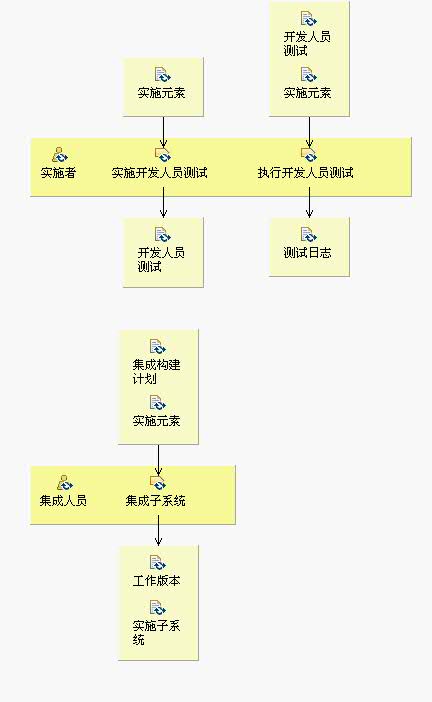 开发人员
测试
实施元素
实施元素
实施者
实施开发人员测试
执行开发人员测试
开发人员
测试
测试日志
集成构建
计划
实施元素
集成人员
集成子系统
工作版本
实施子系
统